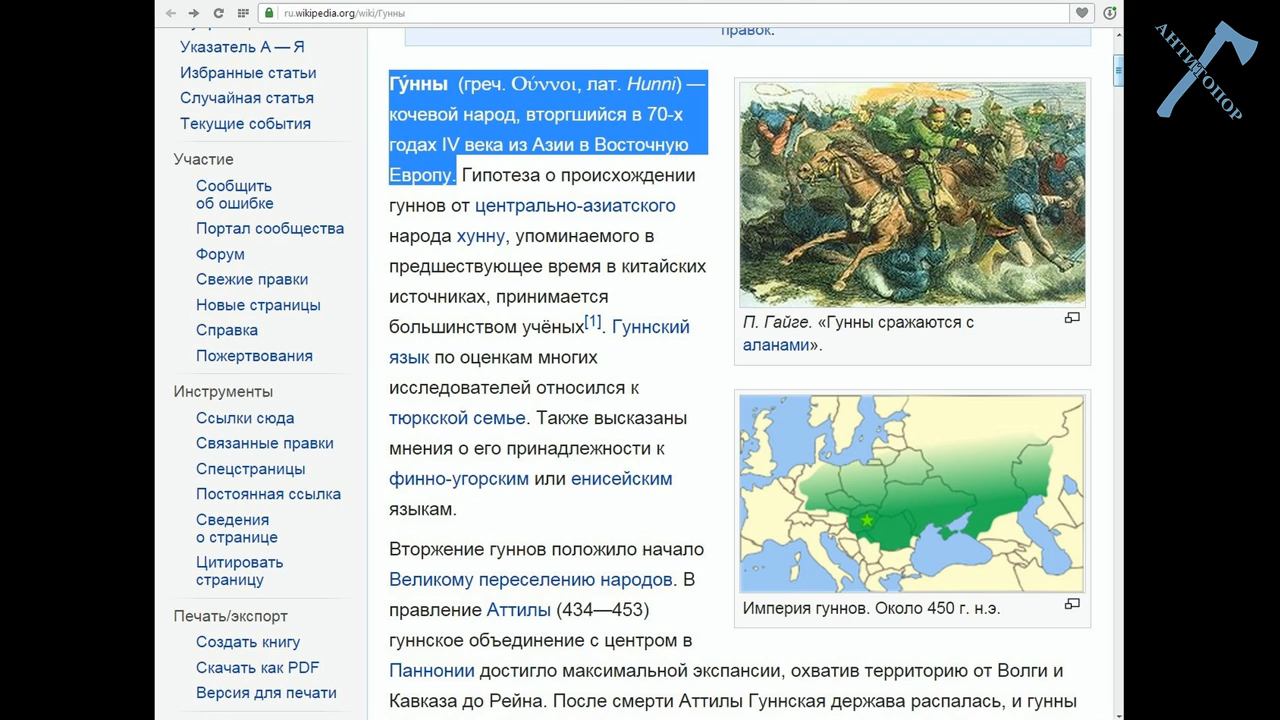 ru.wikipedia.org/wiki/Гунны
Указатель А — Я
Избранные статьи
Случайная статья
Текущие события
Участие
Сообщить
об ошибке
Портал сообщества
Форум
Свежие правки
Новые страницы
Справка
Пожертвования
Инструменты
Ссылки сюда
Связанные правки
Спецстраницы
Постоянная ссылка
Сведения
о странице
Цитировать
страницу
Печать/экспорт
Создать книгу
Скачать как PDF
Версия для печати
правок.
Гу́нны (греч. Οὖννοι, лат. Hunni) —
кочевой народ, вторгшийся в 70-х
годах IV века из Азии в Восточную
Европу. Гипотеза о происхождении
гуннов от центрально-азиатского
народа хунну, упоминаемого в
предшествующее время в китайских
источниках, принимается
большинством учёных[1]. Гуннский
язык по оценкам многих
исследователей относился к
тюркской семье. Также высказаны
мнения о его принадлежности к
финно-угорским или енисейским
языкам.
Вторжение гуннов положило начало
Великому переселению народов. В
правление Аттилы (434—453)
гуннское объединение с центром в
Паннонии достигло максимальной экспансии, охватив территорию от Волги и
Кавказа до Рейна. После смерти Аттилы Гуннская держава распалась, и гунны
П. Гайге. «Гунны сражаются с
аланами».
Империя гуннов. Около 450 г. н.э.
АНТИТОПОР